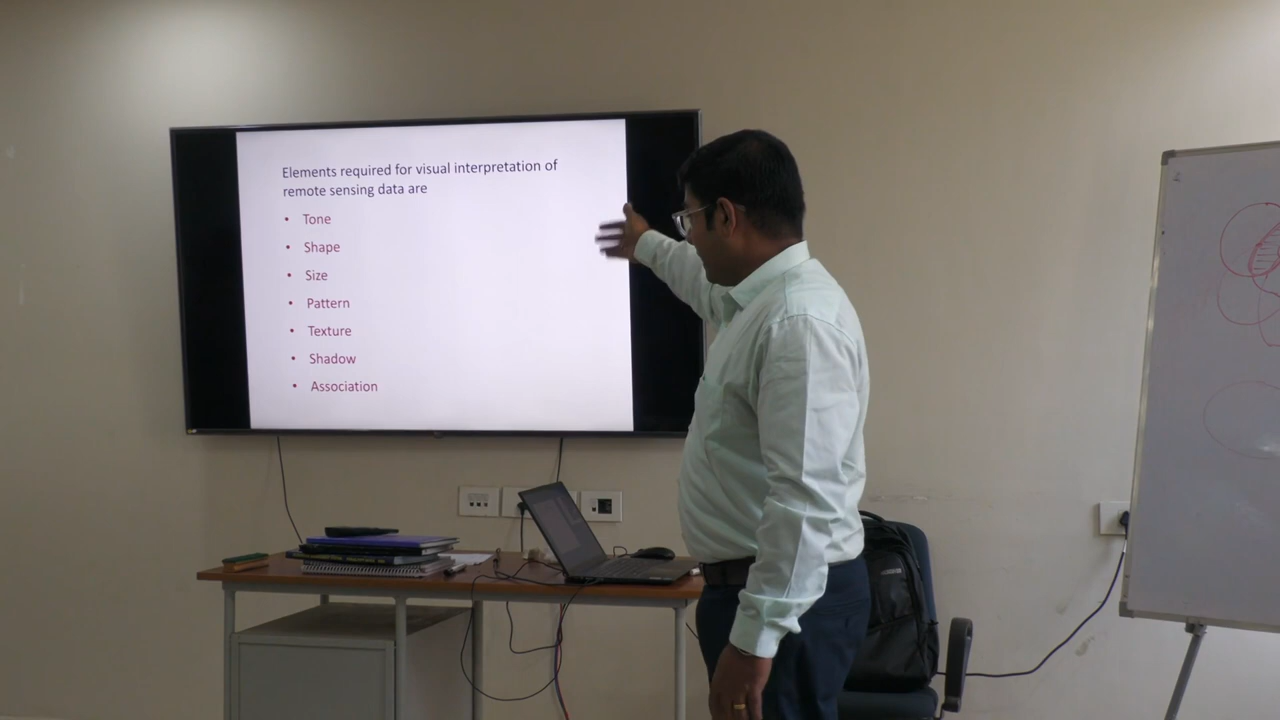 Elements required for visual interpretation of
remote sensing data are
• Tone
• Shape
• Size
• Pattern
• Texture
• Shadow
• Association